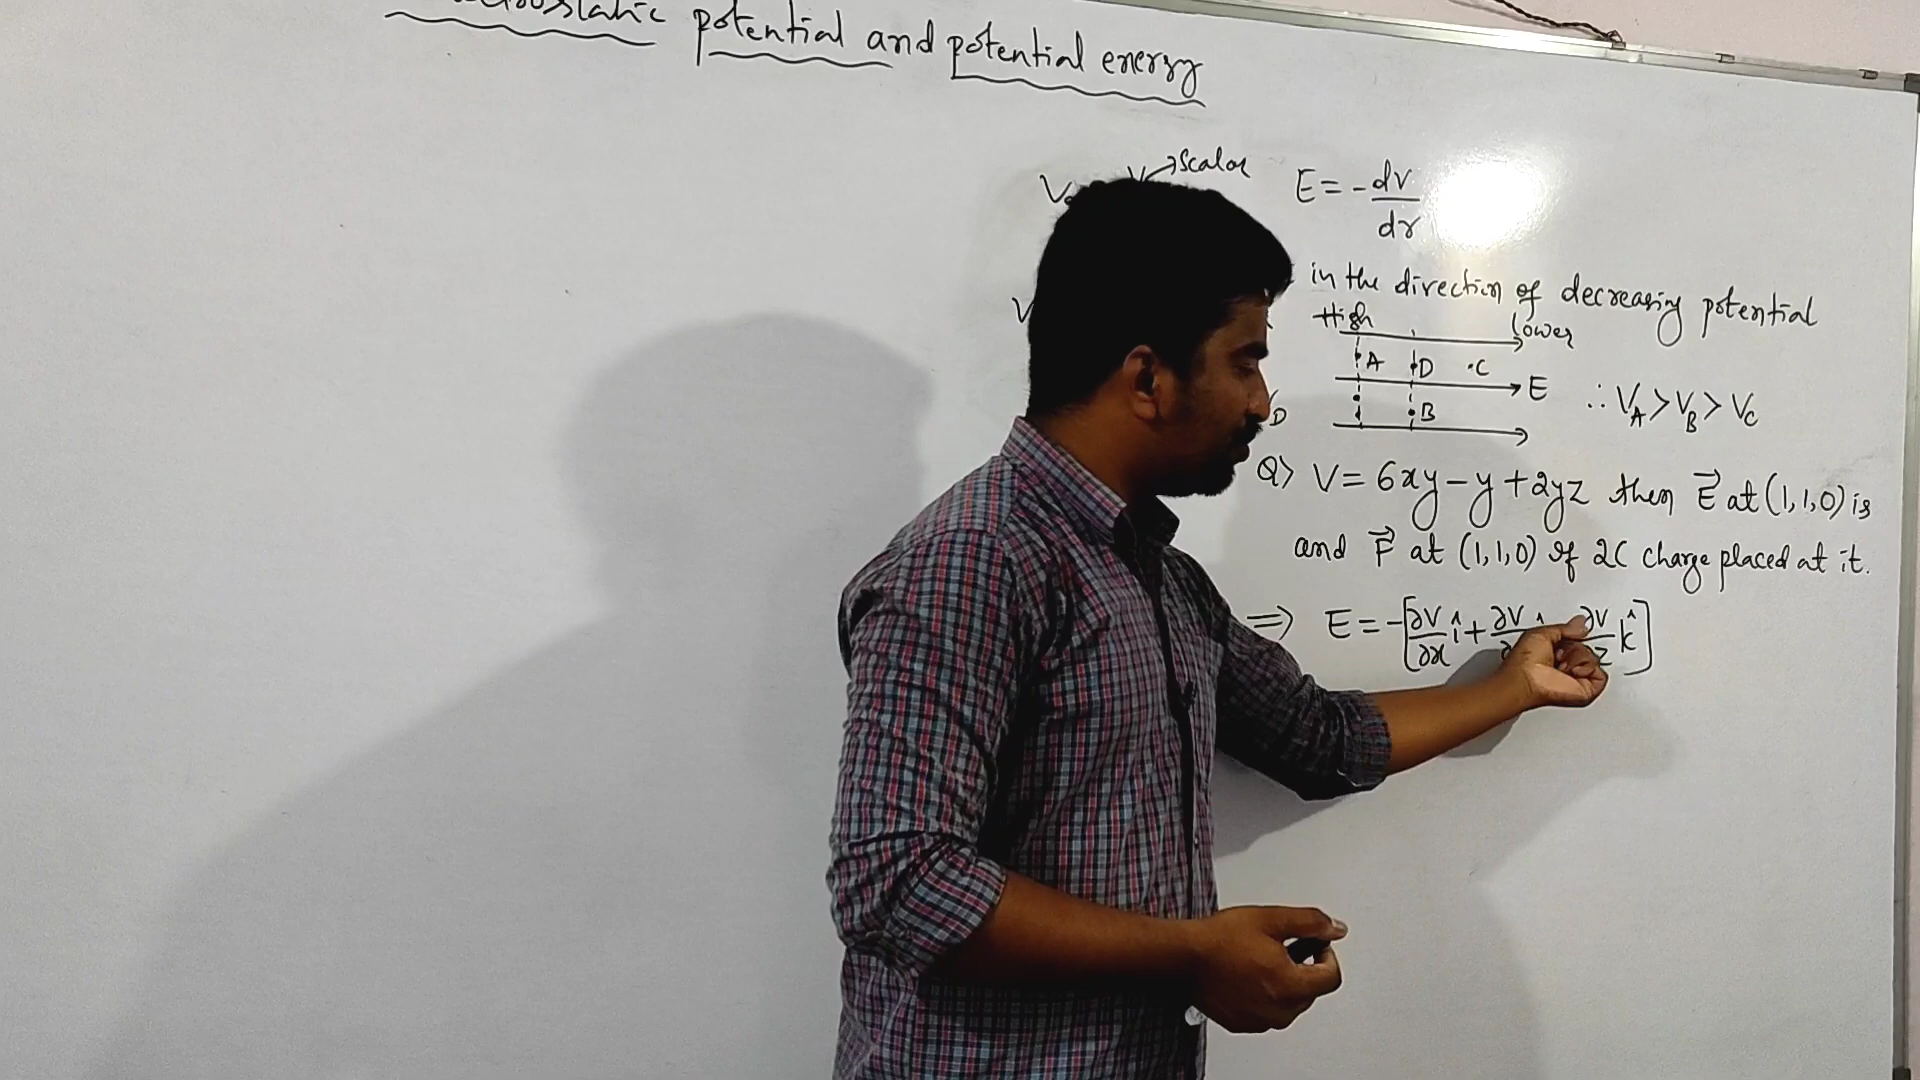 potential and potential energy
scalar
E = - dV/dr
in the direction of decreasing potential
High lower
A D C
E ∴ V_A > V_B > V_C
B
Q> V = 6xy - y + 2yz then E⃗ at (1,1,0) is
and F⃗ at (1,1,0) if 2C charge placed at it.
⇒ E = -[∂V/∂x î + ∂V ∂V/∂z k̂]